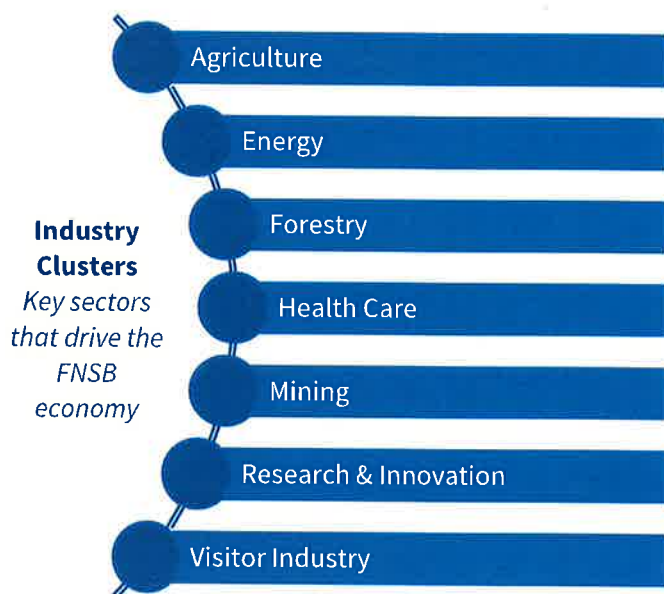 Agriculture
Energy
Industry
Clusters
Key sectors
that drive the
FNSB
economy
Forestry
Health Care
Mining
Research & Innovation
Visitor Industry